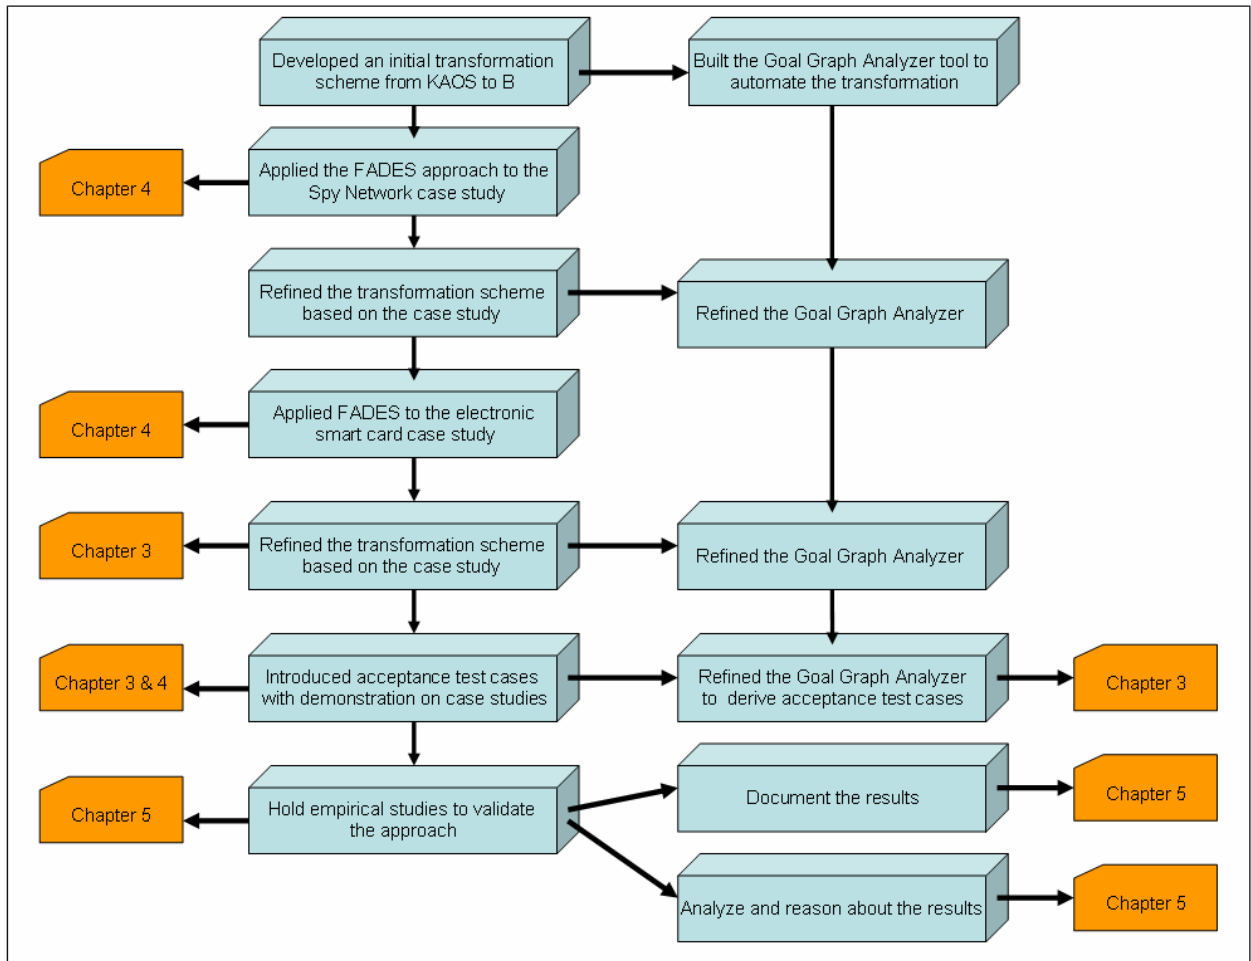 Developed an initial transformation
scheme from KAOS to B
Built the Goal Graph Analyzer tool to
automate the transformation
Chapter 4
Applied the FADES approach to the
Spy Network case study
Refined the transformation scheme
based on the case study
Refined the Goal Graph Analyzer
Chapter 4
Applied FADES to the electronic
smart card case study
Chapter 3
Refined the transformation scheme
based on the case study
Refined the Goal Graph Analyzer
Chapter 3 & 4
Introduced acceptance test cases
with demonstration on case studies
Refined the Goal Graph Analyzer
to derive acceptance test cases
Chapter 3
Chapter 5
Hold empirical studies to validate
the approach
Document the results
Chapter 5
Analyze and reason about the results
Chapter 5